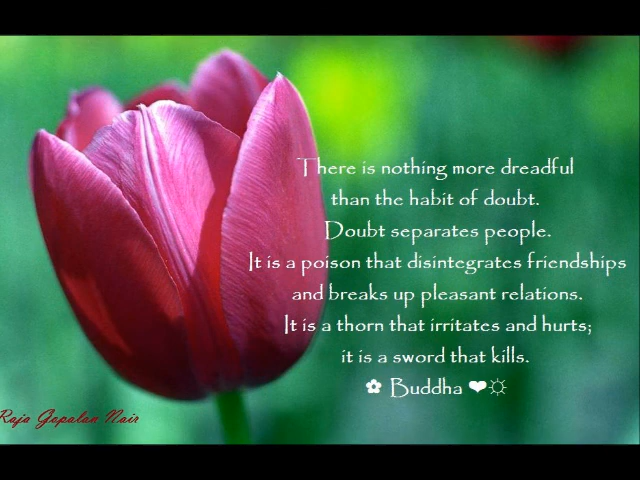 There is nothing more dreadful
than the habit of doubt.
Doubt separates people.
It is a poison that disintegrates friendships
and breaks up pleasant relations.
It is a thorn that irritates and hurts;
it is a sword that kills.
✿ Buddha ❤☼
Raja Gopalan Nair